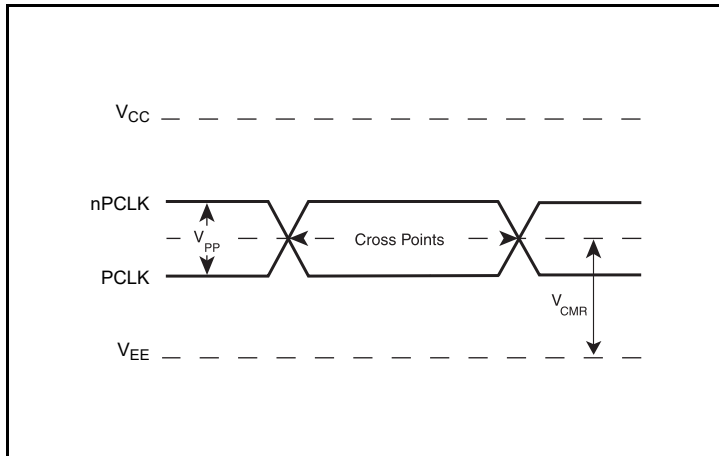 VCC
nPCLK
VPP
Cross Points
PCLK
VCMR
VEE